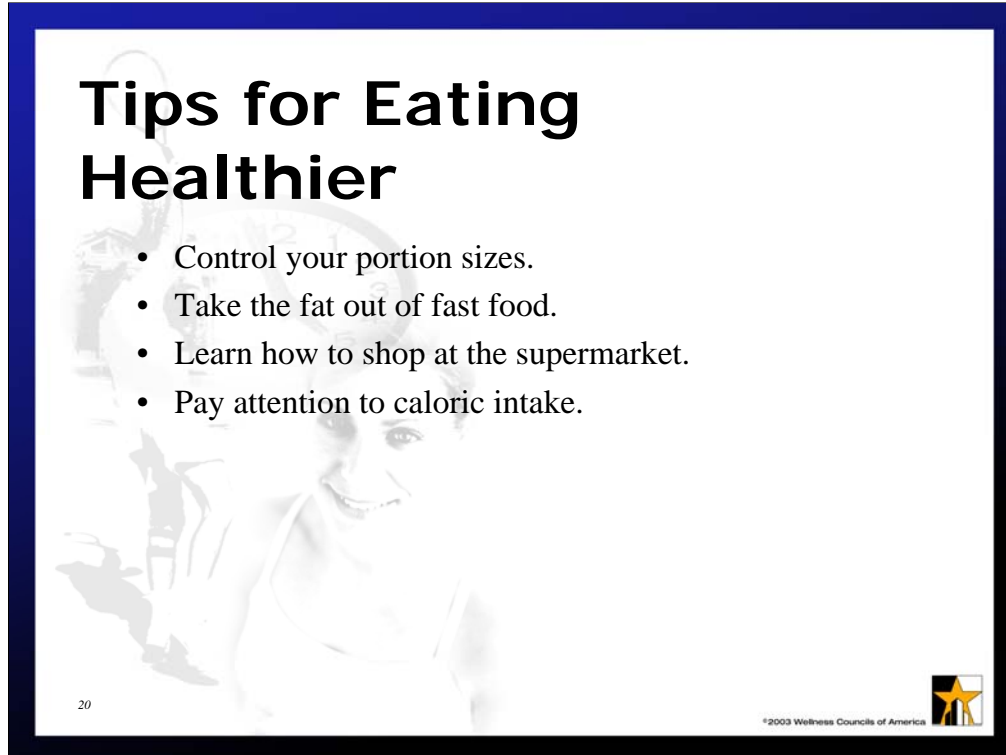 Tips for Eating
Healthier
• Control your portion sizes.
• Take the fat out of fast food.
• Learn how to shop at the supermarket.
• Pay attention to caloric intake.
20
©2003 Wellness Councils of America